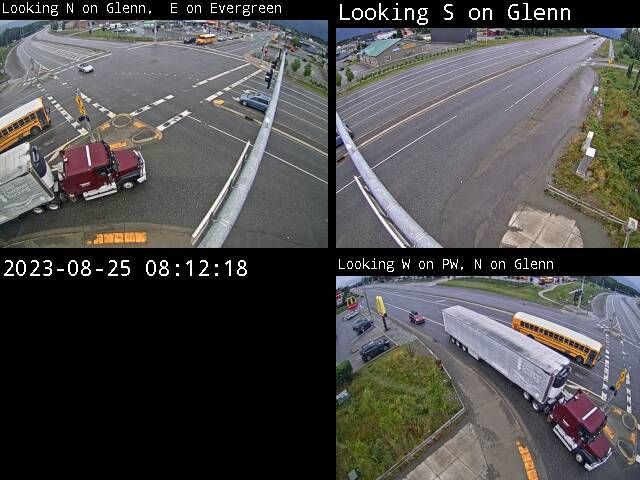 Looking N on Glenn, E on Evergreen
Looking S on Glenn
2023-08-25 08:12:18
Looking W on PW, N on Glenn